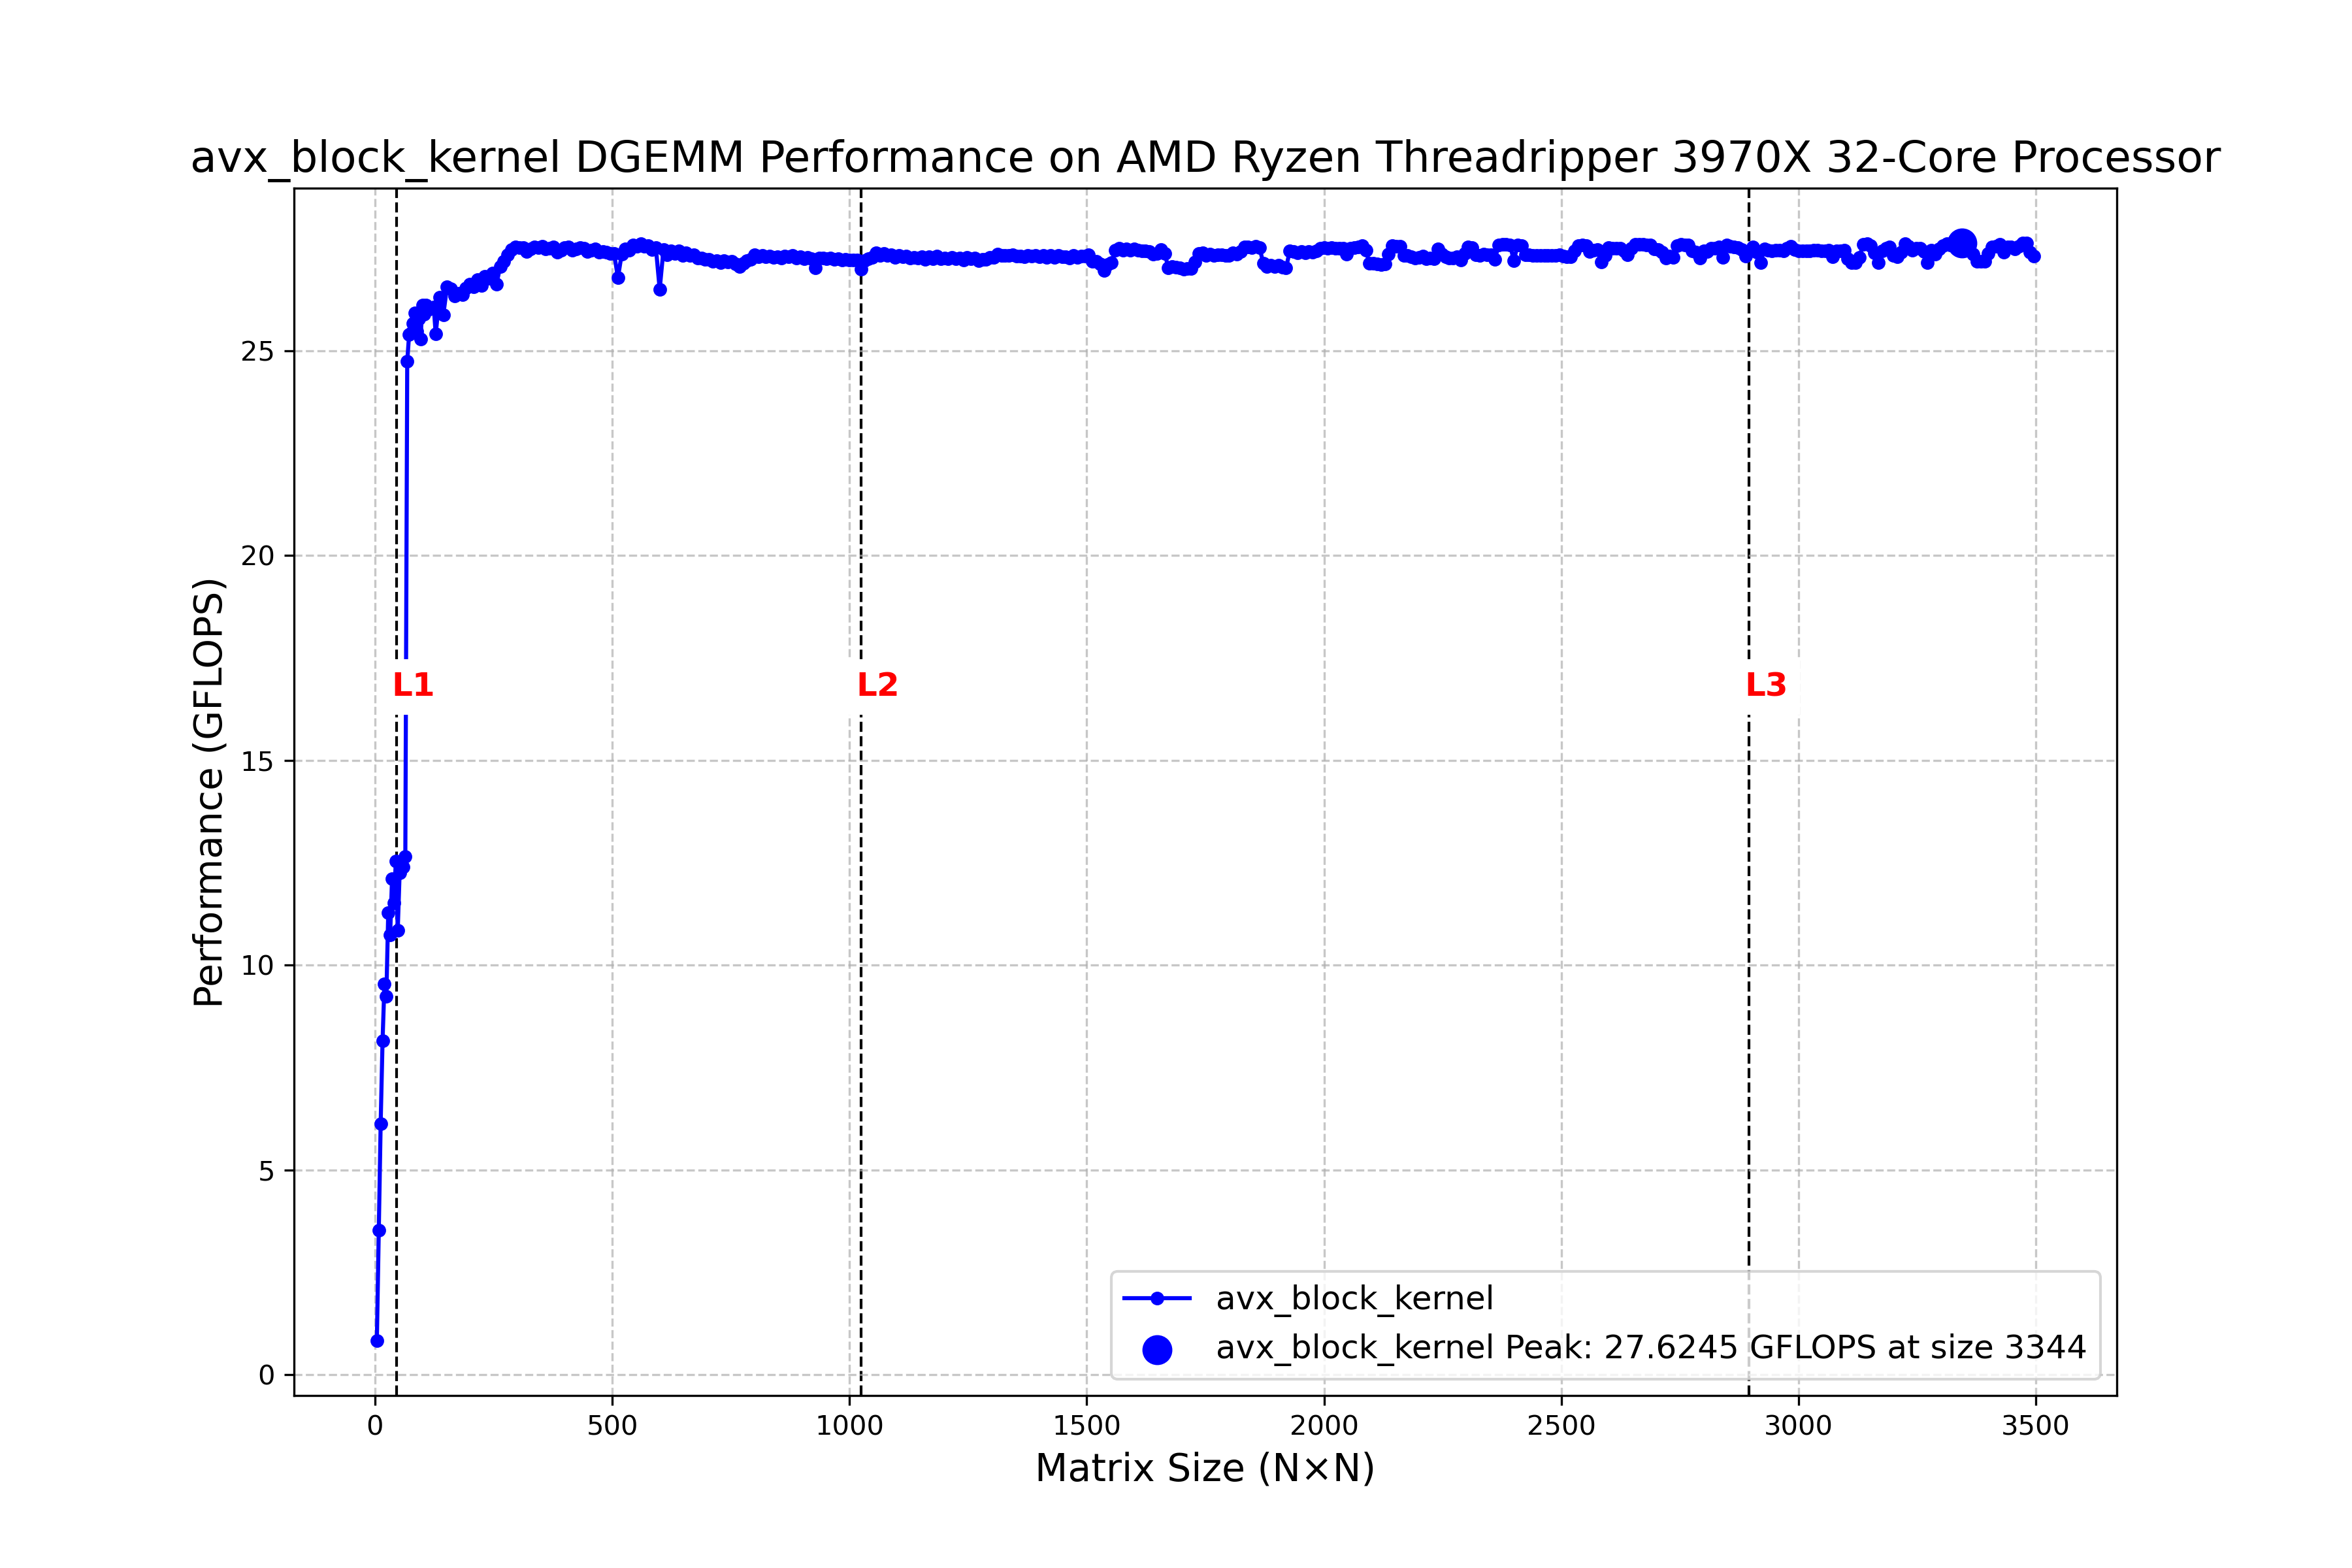 avx_block_kernel DGEMM Performance on AMD Ryzen Threadripper 3970X 32-Core Processor
Performance (GFLOPS)
25
20
15
10
5
0
L1
L2
L3
avx_block_kernel
avx_block_kernel Peak: 27.6245 GFLOPS at size 3344
0 500 1000 1500 2000 2500 3000 3500
Matrix Size (N×N)